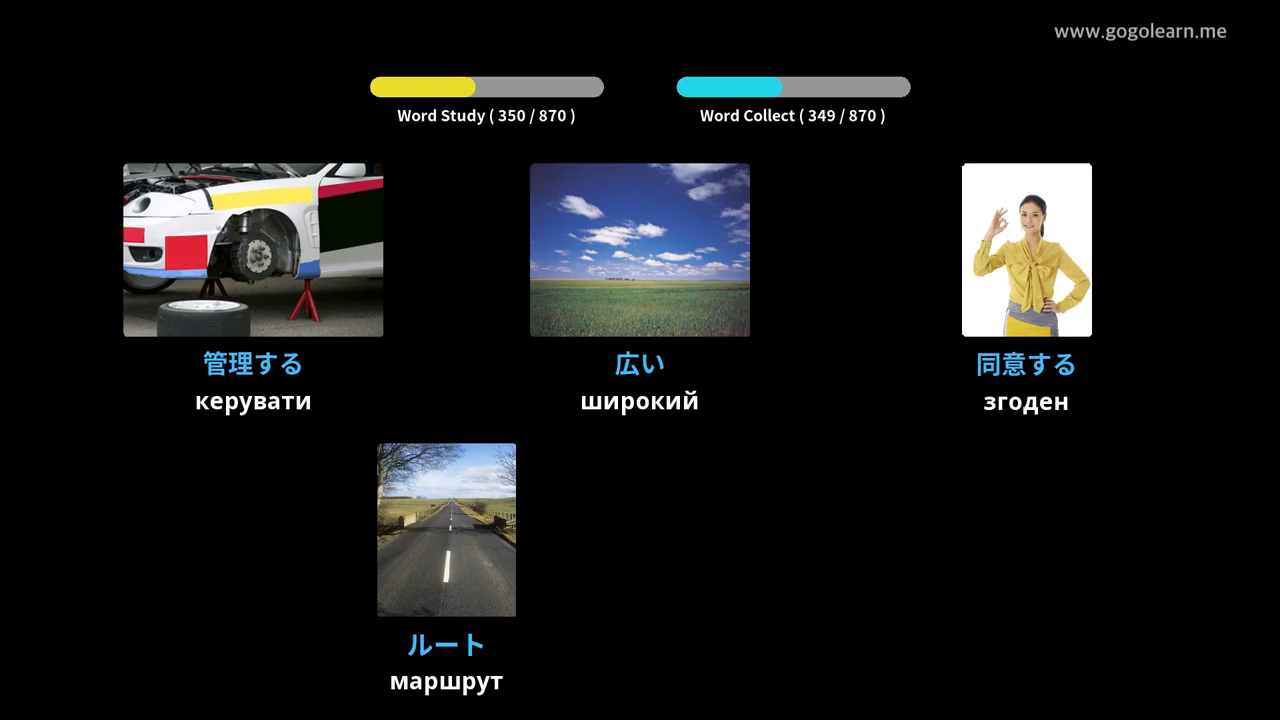 www.gogolearn.me
Word Study ( 350 / 870 )
Word Collect ( 349 / 870 )
管理する
керувати
広い
широкий
同意する
згоден
ルート
маршрут